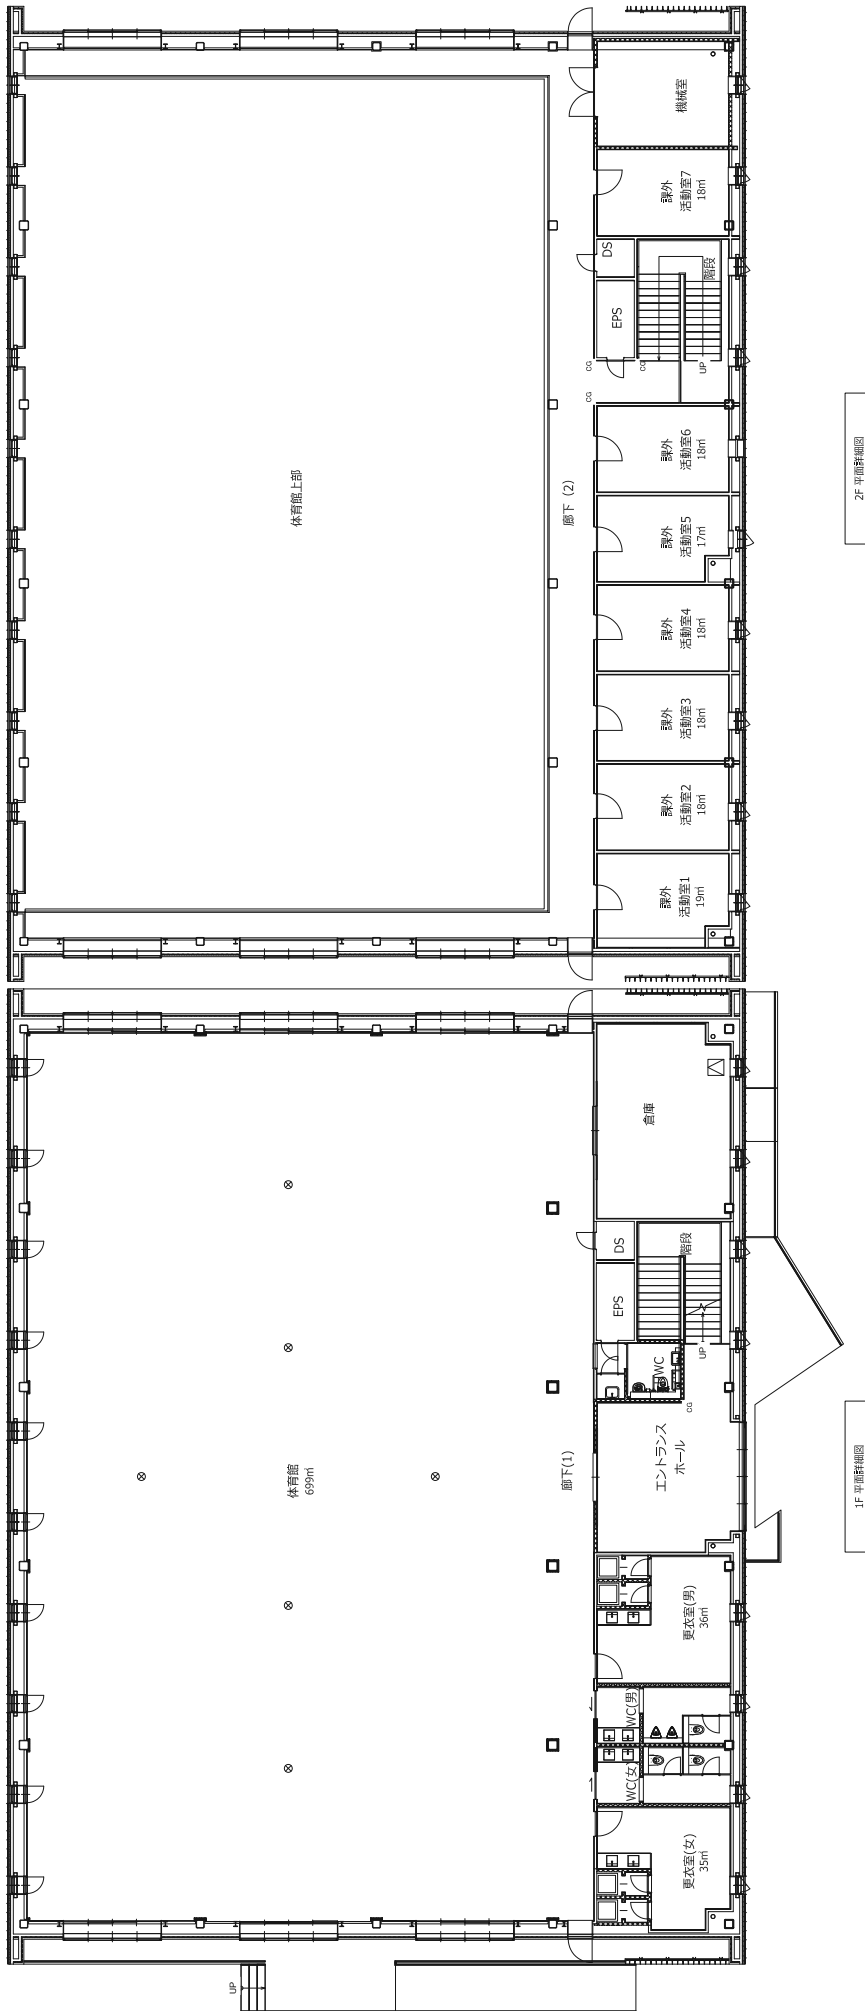 機械室
課外
活動室7
18㎡
DS
階段
EPS
CG
CG
UP
CG
課外
活動室6
18㎡
体育館上部
廊下（2）
課外
活動室5
17㎡
課外
活動室4
18㎡
課外
活動室3
18㎡
課外
活動室2
18㎡
課外
活動室1
19㎡
2F 平面詳細図
倉庫
DS
階段
EPS
UP
WC
CG
エントランス
ホール
体育館
699㎡
廊下(1)
更衣室(男)
36㎡
WC(男)
WC(女)
更衣室(女)
35㎡
UP
1F 平面詳細図